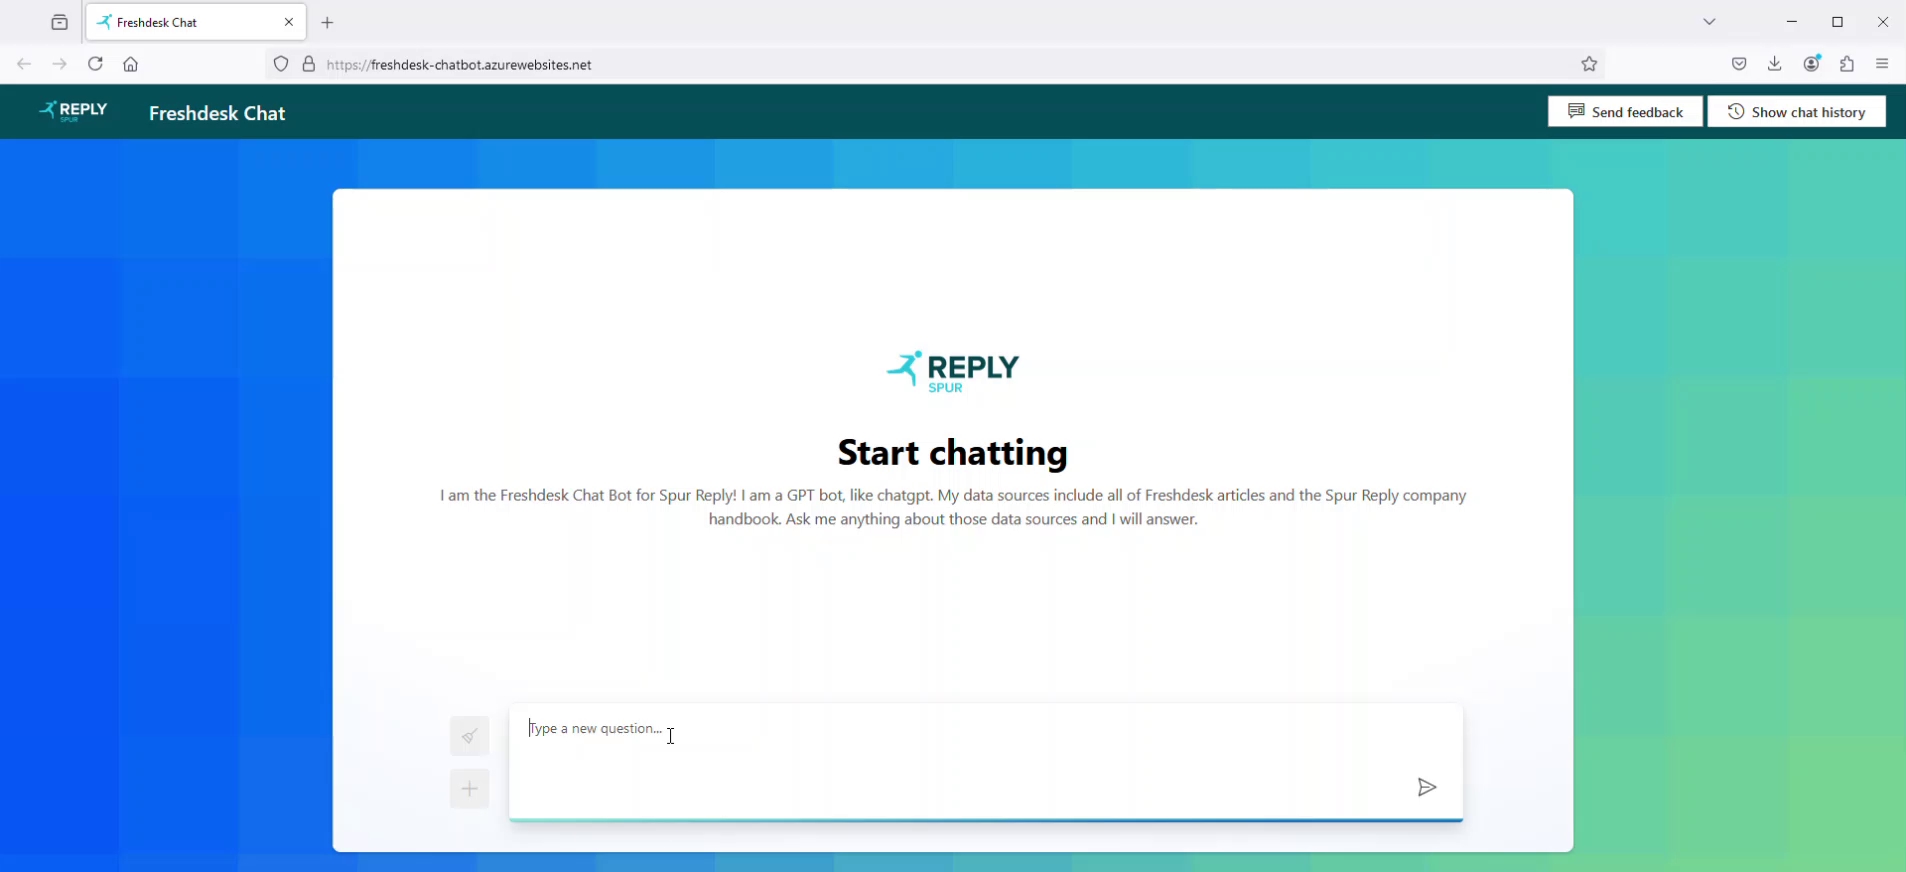 Freshdesk Chat
https://freshdesk-chatbot.azurewebsites.net
REPLY
SPUR
Freshdesk Chat
Send feedback
Show chat history
REPLY
SPUR
Start chatting
I am the Freshdesk Chat Bot for Spur Reply! I am a GPT bot, like chatgpt. My data sources include all of Freshdesk articles and the Spur Reply company
handbook. Ask me anything about those data sources and I will answer.
Type a new question...